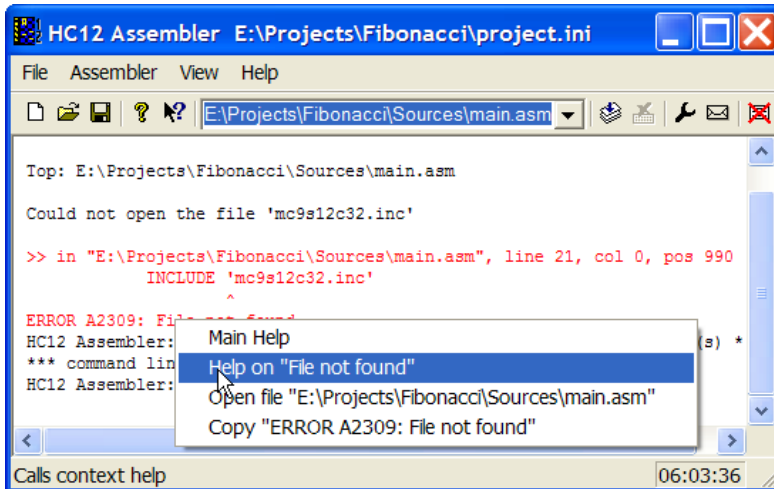 HC12 Assembler E:\Projects\Fibonacci\project.ini
File Assembler View Help
E:\Projects\Fibonacci\Sources\main.asm
Top: E:\Projects\Fibonacci\Sources\main.asm
Could not open the file 'mc9s12c32.inc'
>> in "E:\Projects\Fibonacci\Sources\main.asm", line 21, col 0, pos 990
INCLUDE 'mc9s12c32.inc'
^
ERROR A2309: File not found
HC12 Assembler: (s) *
*** command lin
HC12 Assembler:
Main Help
Help on "File not found"
Open file "E:\Projects\Fibonacci\Sources\main.asm"
Copy "ERROR A2309: File not found"
Calls context help 06:03:36